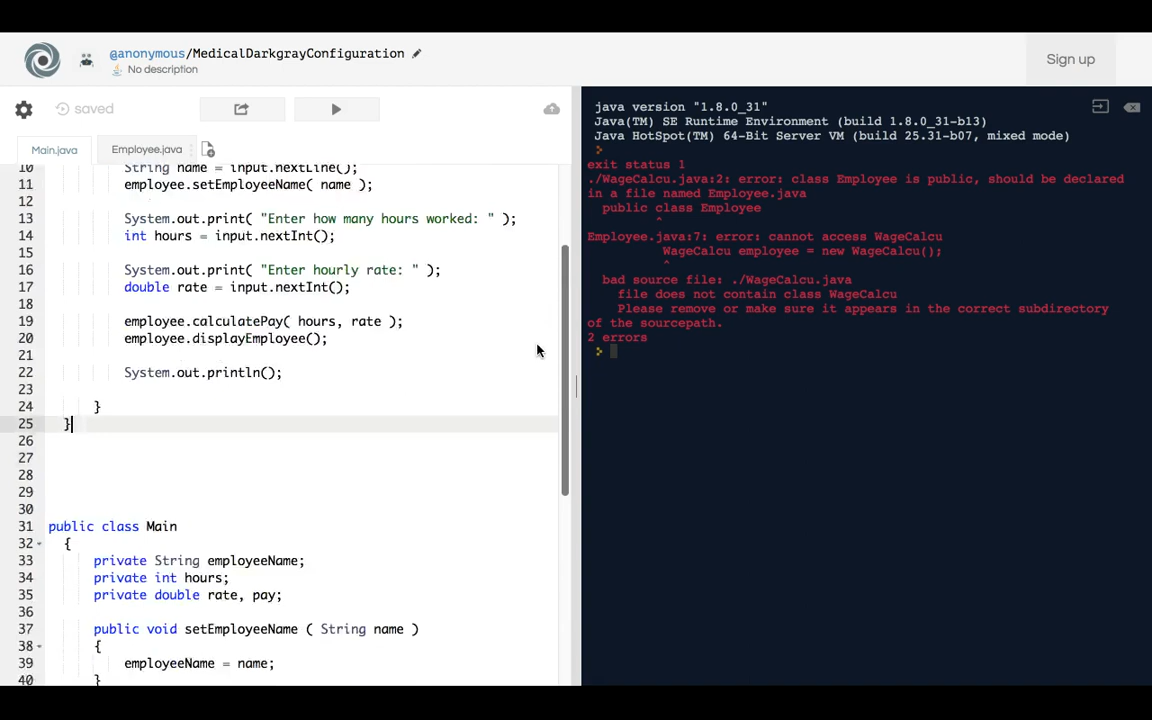 @anonymous/MedicalDarkgrayConfiguration
No description
Sign up
saved
Main.java
Employee.java
10 String name = input.nextLine();
11 employee.setEmployeeName( name );
12
13 System.out.print( "Enter how many hours worked: " );
14 int hours = input.nextInt();
15
16 System.out.print( "Enter hourly rate: " );
17 double rate = input.nextInt();
18
19 employee.calculatePay( hours, rate );
20 employee.displayEmployee();
21
22 System.out.println();
23
24 }
25 }
26
27
28
29
30
31 public class Main
32 {
33 private String employeeName;
34 private int hours;
35 private double rate, pay;
36
37 public void setEmployeeName ( String name )
38 {
39 employeeName = name;
40 }
java version "1.8.0_31"
Java(TM) SE Runtime Environment (build 1.8.0_31-b13)
Java HotSpot(TM) 64-Bit Server VM (build 25.31-b07, mixed mode)
>
exit status 1
./WageCalcu.java:2: error: class Employee is public, should be declared
in a file named Employee.java
public class Employee
^
Employee.java:7: error: cannot access WageCalcu
WageCalcu employee = new WageCalcu();
^
bad source file: ./WageCalcu.java
file does not contain class WageCalcu
Please remove or make sure it appears in the correct subdirectory
of the sourcepath.
2 errors
>